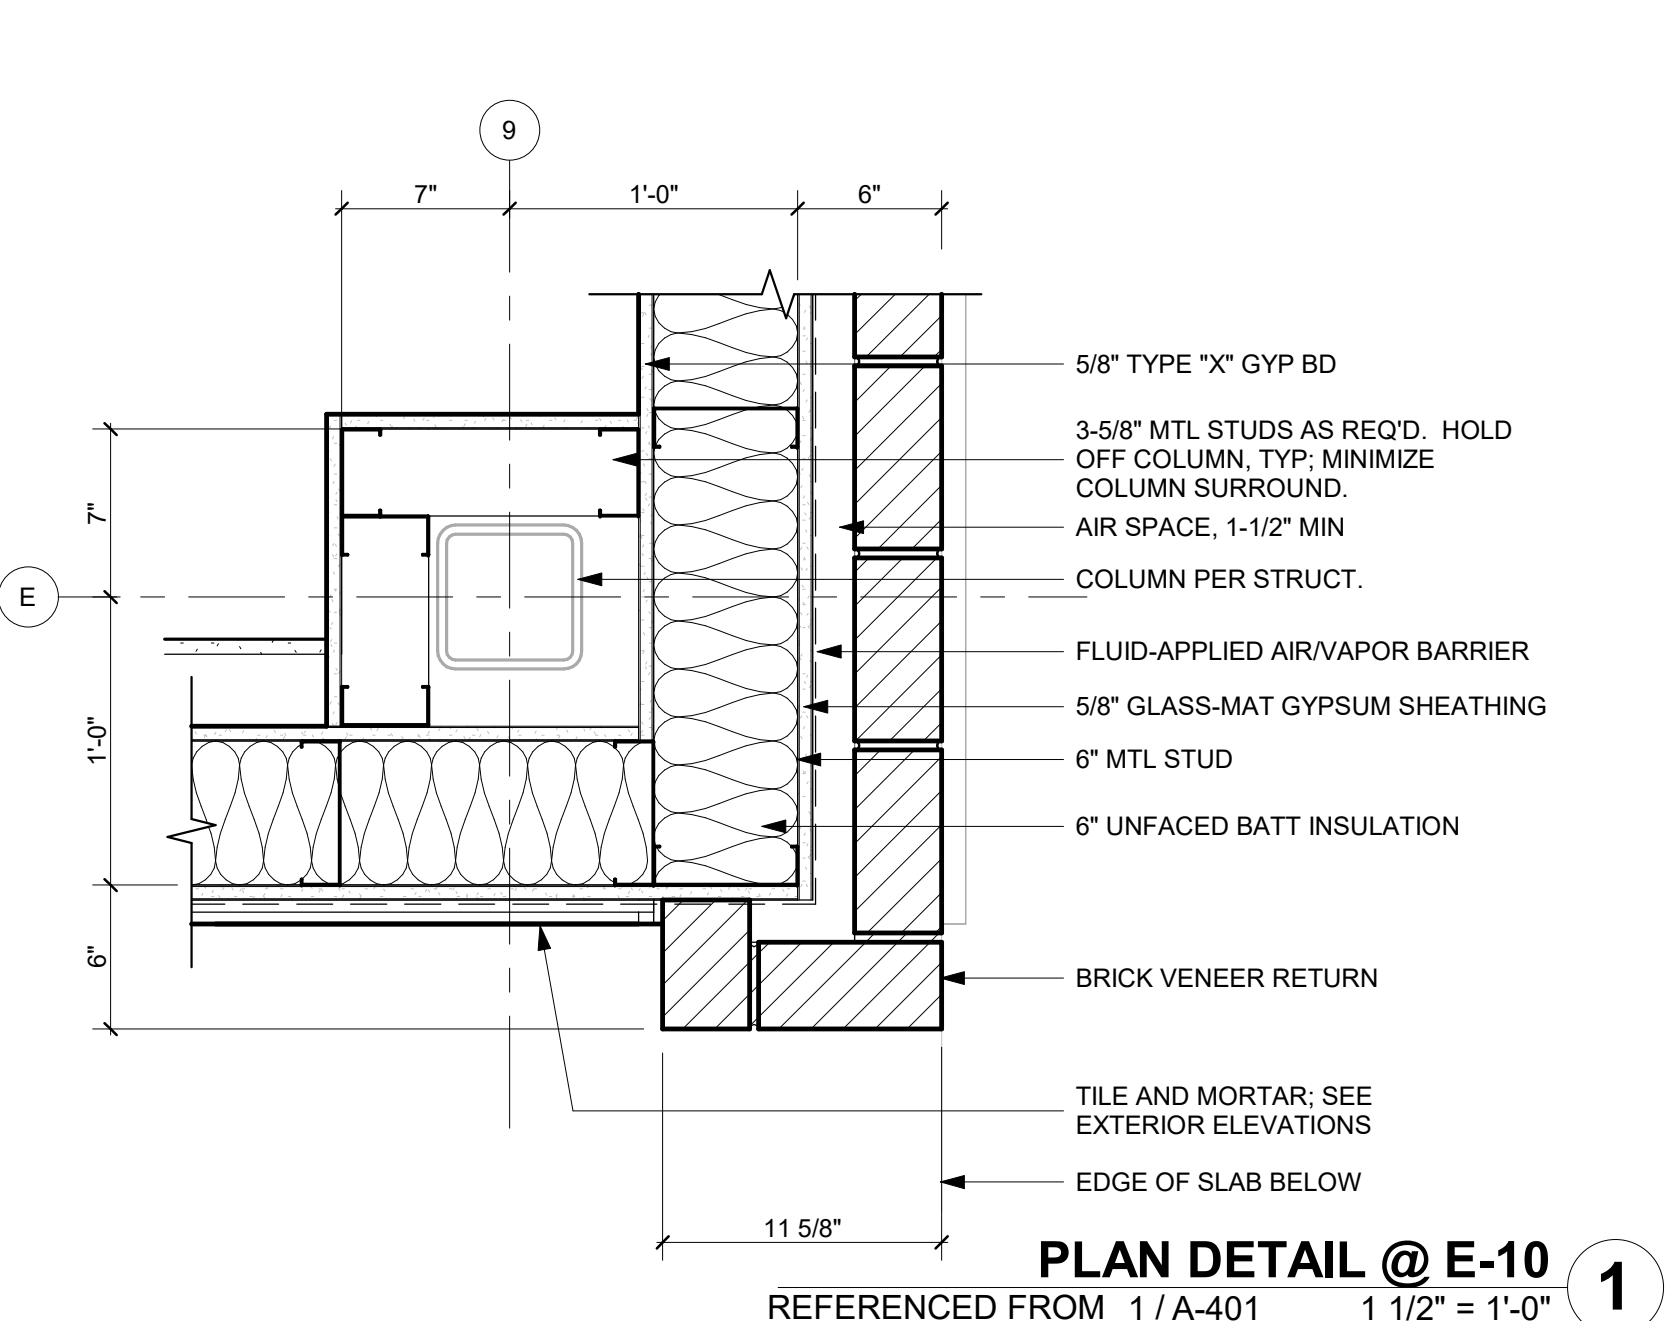 9
7"
1'-0"
6"
5/8" TYPE "X" GYP BD
3-5/8" MTL STUDS AS REQ'D. HOLD
OFF COLUMN, TYP; MINIMIZE
COLUMN SURROUND.
7"
AIR SPACE, 1-1/2" MIN
COLUMN PER STRUCT.
E
FLUID-APPLIED AIR/VAPOR BARRIER
5/8" GLASS-MAT GYPSUM SHEATHING
1'-0"
6" MTL STUD
6" UNFACED BATT INSULATION
6"
BRICK VENEER RETURN
TILE AND MORTAR; SEE
EXTERIOR ELEVATIONS
EDGE OF SLAB BELOW
11 5/8"
PLAN DETAIL @ E-10
1
REFERENCED FROM 1 / A-401 1 1/2" = 1'-0"